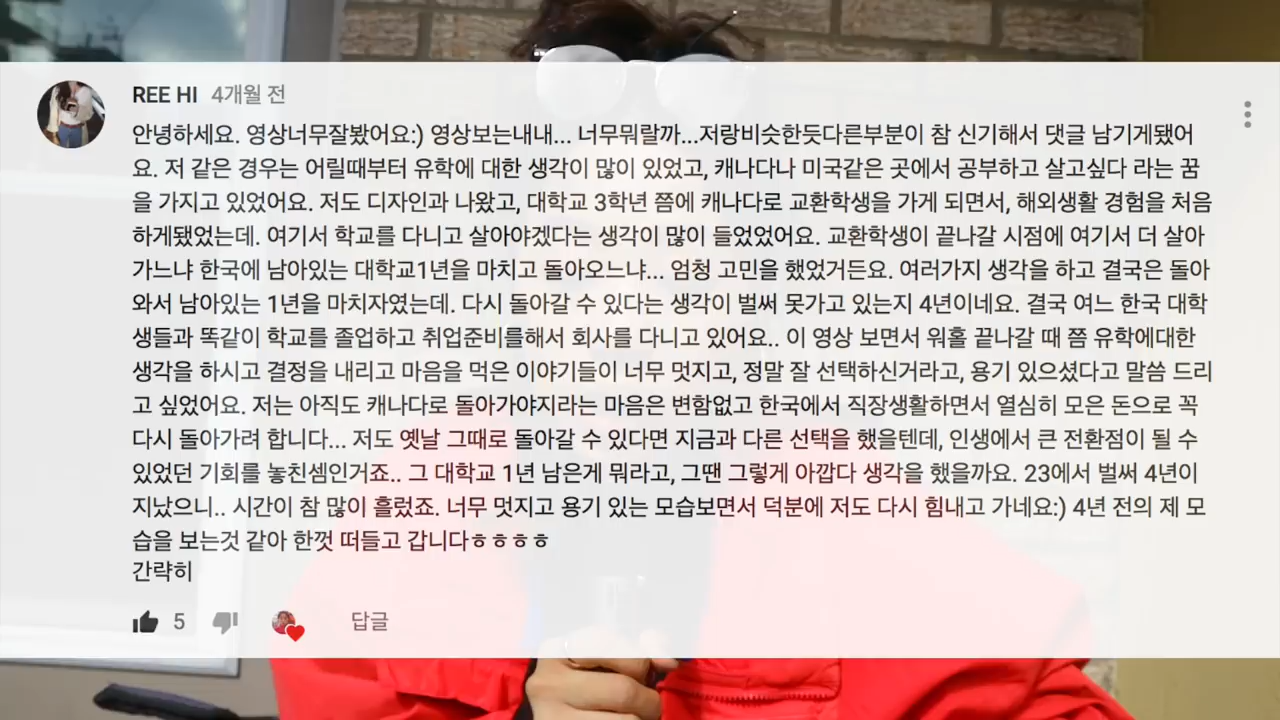 REE HI 4개월 전
안녕하세요. 영상너무잘봤어요:) 영상보는내내... 너무뭐랄까...저랑비슷한듯다른부분이 참 신기해서 댓글 남기게됐어
요. 저 같은 경우는 어릴때부터 유학에 대한 생각이 많이 있었고, 캐나다나 미국같은 곳에서 공부하고 살고싶다 라는 꿈
을 가지고 있었어요. 저도 디자인과 나왔고, 대학교 3학년 쯤에 캐나다로 교환학생을 가게 되면서, 해외생활 경험을 처음
하게됐었는데. 여기서 학교를 다니고 살아야겠다는 생각이 많이 들었었어요. 교환학생이 끝나갈 시점에 여기서 더 살아
가느냐 한국에 남아있는 대학교1년을 마치고 돌아오느냐... 엄청 고민을 했었거든요. 여러가지 생각을 하고 결국은 돌아
와서 남아있는 1년을 마치자였는데. 다시 돌아갈 수 있다는 생각이 벌써 못가고 있는지 4년이네요. 결국 여느 한국 대학
생들과 똑같이 학교를 졸업하고 취업준비를해서 회사를 다니고 있어요.. 이 영상 보면서 워홀 끝나갈 때 쯤 유학에대한
생각을 하시고 결정을 내리고 마음을 먹은 이야기들이 너무 멋지고, 정말 잘 선택하신거라고, 용기 있으셨다고 말씀 드리
고 싶었어요. 저는 아직도 캐나다로 돌아가야지라는 마음은 변함없고 한국에서 직장생활하면서 열심히 모은 돈으로 꼭
다시 돌아가려 합니다... 저도 옛날 그때로 돌아갈 수 있다면 지금과 다른 선택을 했을텐데, 인생에서 큰 전환점이 될 수
있었던 기회를 놓친셈인거죠.. 그 대학교 1년 남은게 뭐라고, 그땐 그렇게 아깝다 생각을 했을까요. 23에서 벌써 4년이
지났으니.. 시간이 참 많이 흘렀죠. 너무 멋지고 용기 있는 모습보면서 덕분에 저도 다시 힘내고 가네요:) 4년 전의 제 모
습을 보는것 같아 한껏 떠들고 갑니다ㅎㅎㅎㅎ
간략히
5 답글